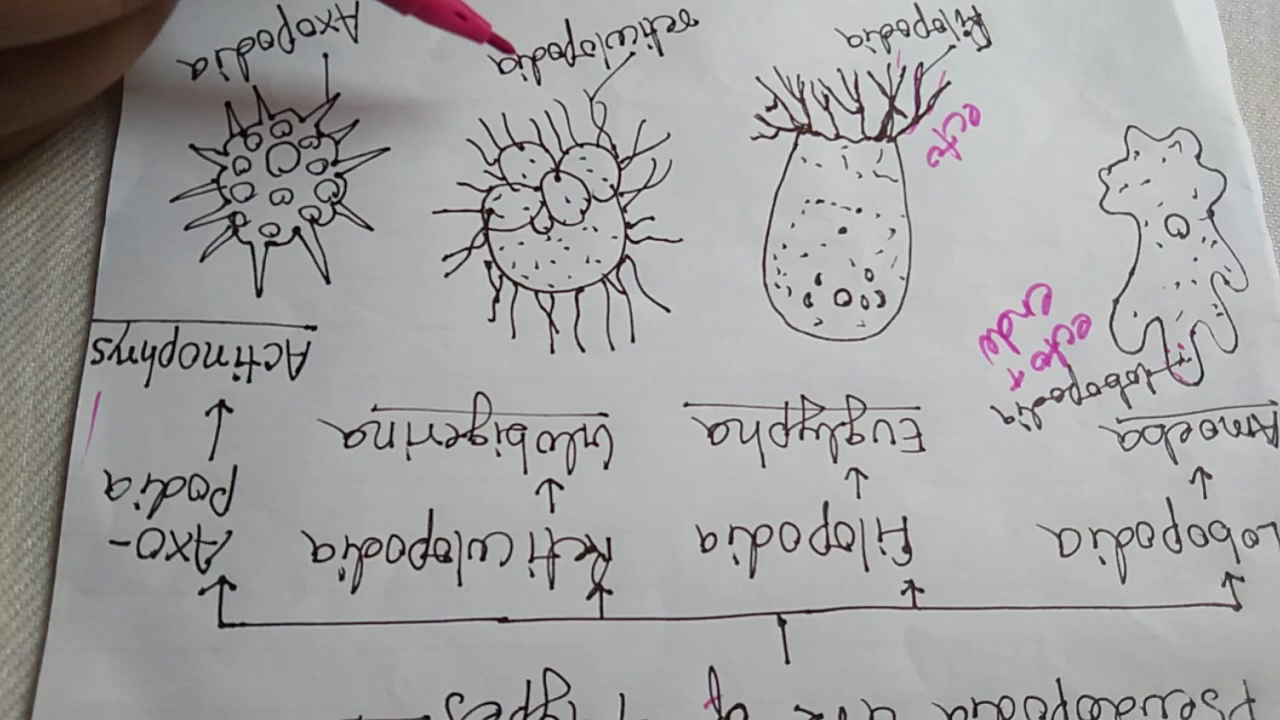 Pseudopodia are of 4 types
Lobopodia Filopodia Reticulopodia Axo-
podia
Amoeba Euglypha Globigerina Actinophrys
lobopodia
ecto +
endo
ecto
filopodia
reticulopodia
Axopodia